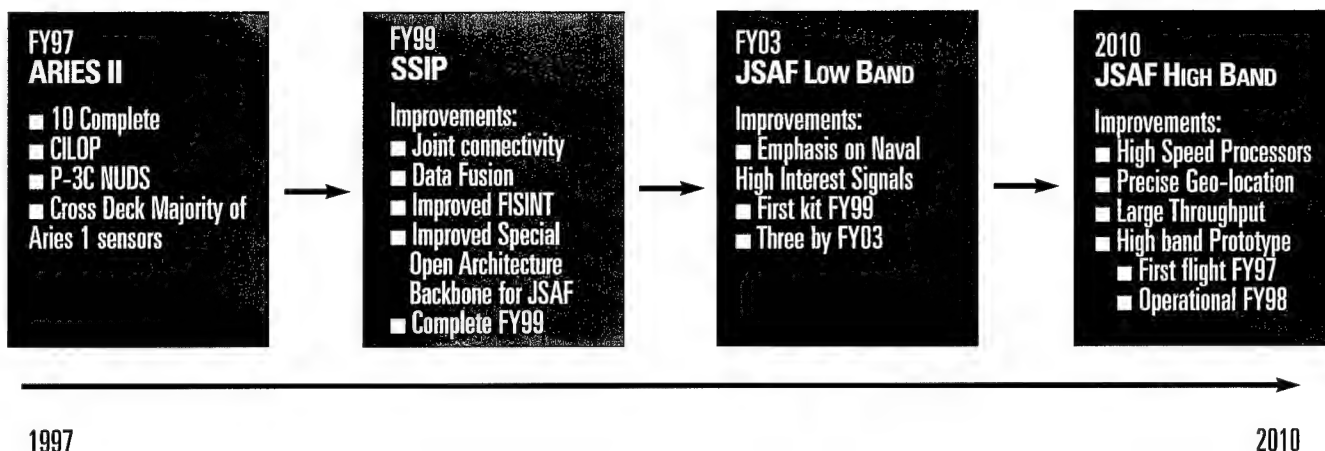 FY97
ARIES II
■ 10 Complete
■ CILOP
■ P-3C NUDS
■ Cross Deck Majority of
Aries 1 sensors
FY99
SSIP
Improvements:
■ Joint connectivity
■ Data Fusion
■ Improved FISINT
■ Improved Special
Open Architecture
Backbone for JSAF
■ Complete FY99
FY03
JSAF LOW BAND
Improvements:
■ Emphasis on Naval
High Interest Signals
■ First kit FY99
■ Three by FY03
2010
JSAF HIGH BAND
Improvements:
■ High Speed Processors
■ Precise Geo-location
■ Large Throughput
■ High band Prototype
■ First flight FY97
■ Operational FY98
1997
2010